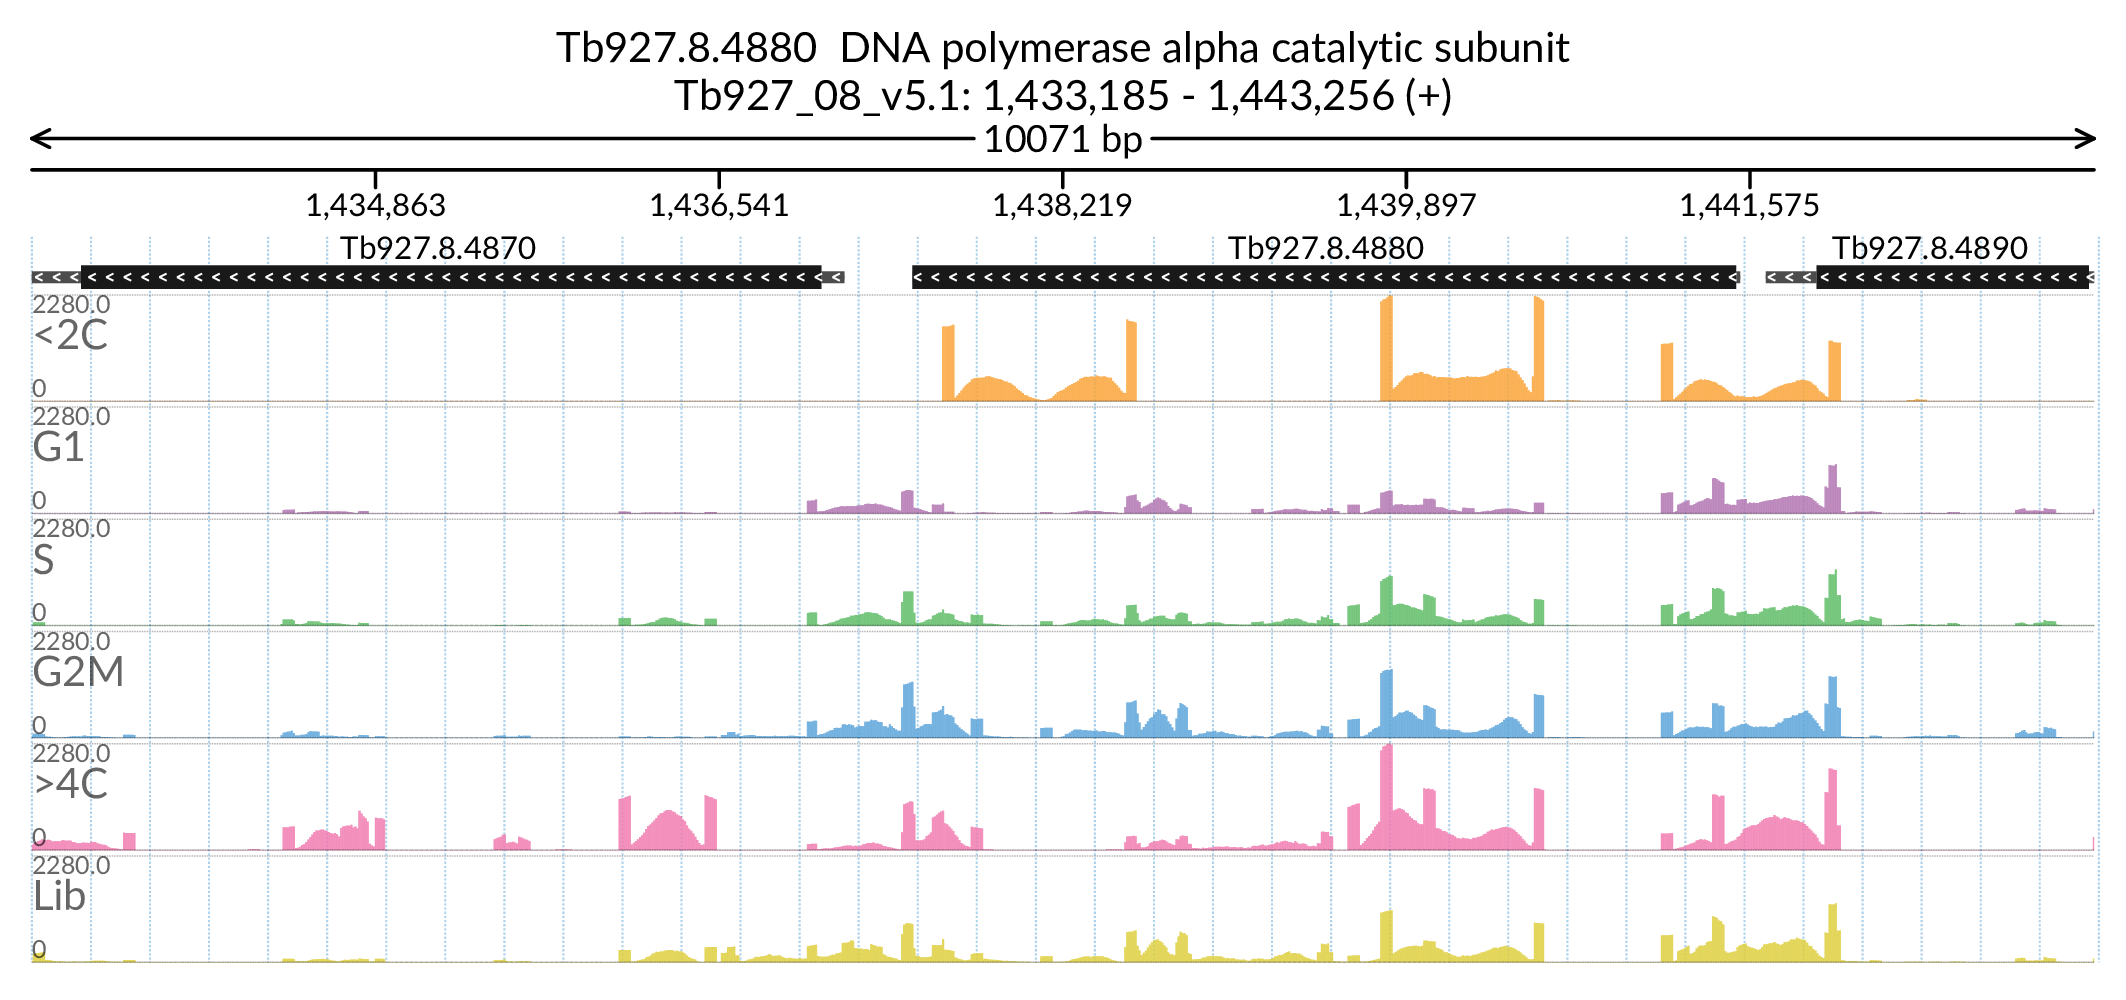 Tb927.8.4880  DNA polymerase alpha catalytic subunit
Tb927_08_v5.1: 1,433,185 - 1,443,256 (+)
10071 bp
1,434,863 1,436,541 1,438,219 1,439,897 1,441,575
Tb927.8.4870 Tb927.8.4880 Tb927.8.4890
2280.0
<2C
0
2280.0
G1
0
2280.0
S
0
2280.0
G2M
0
2280.0
>4C
0
2280.0
Lib
0